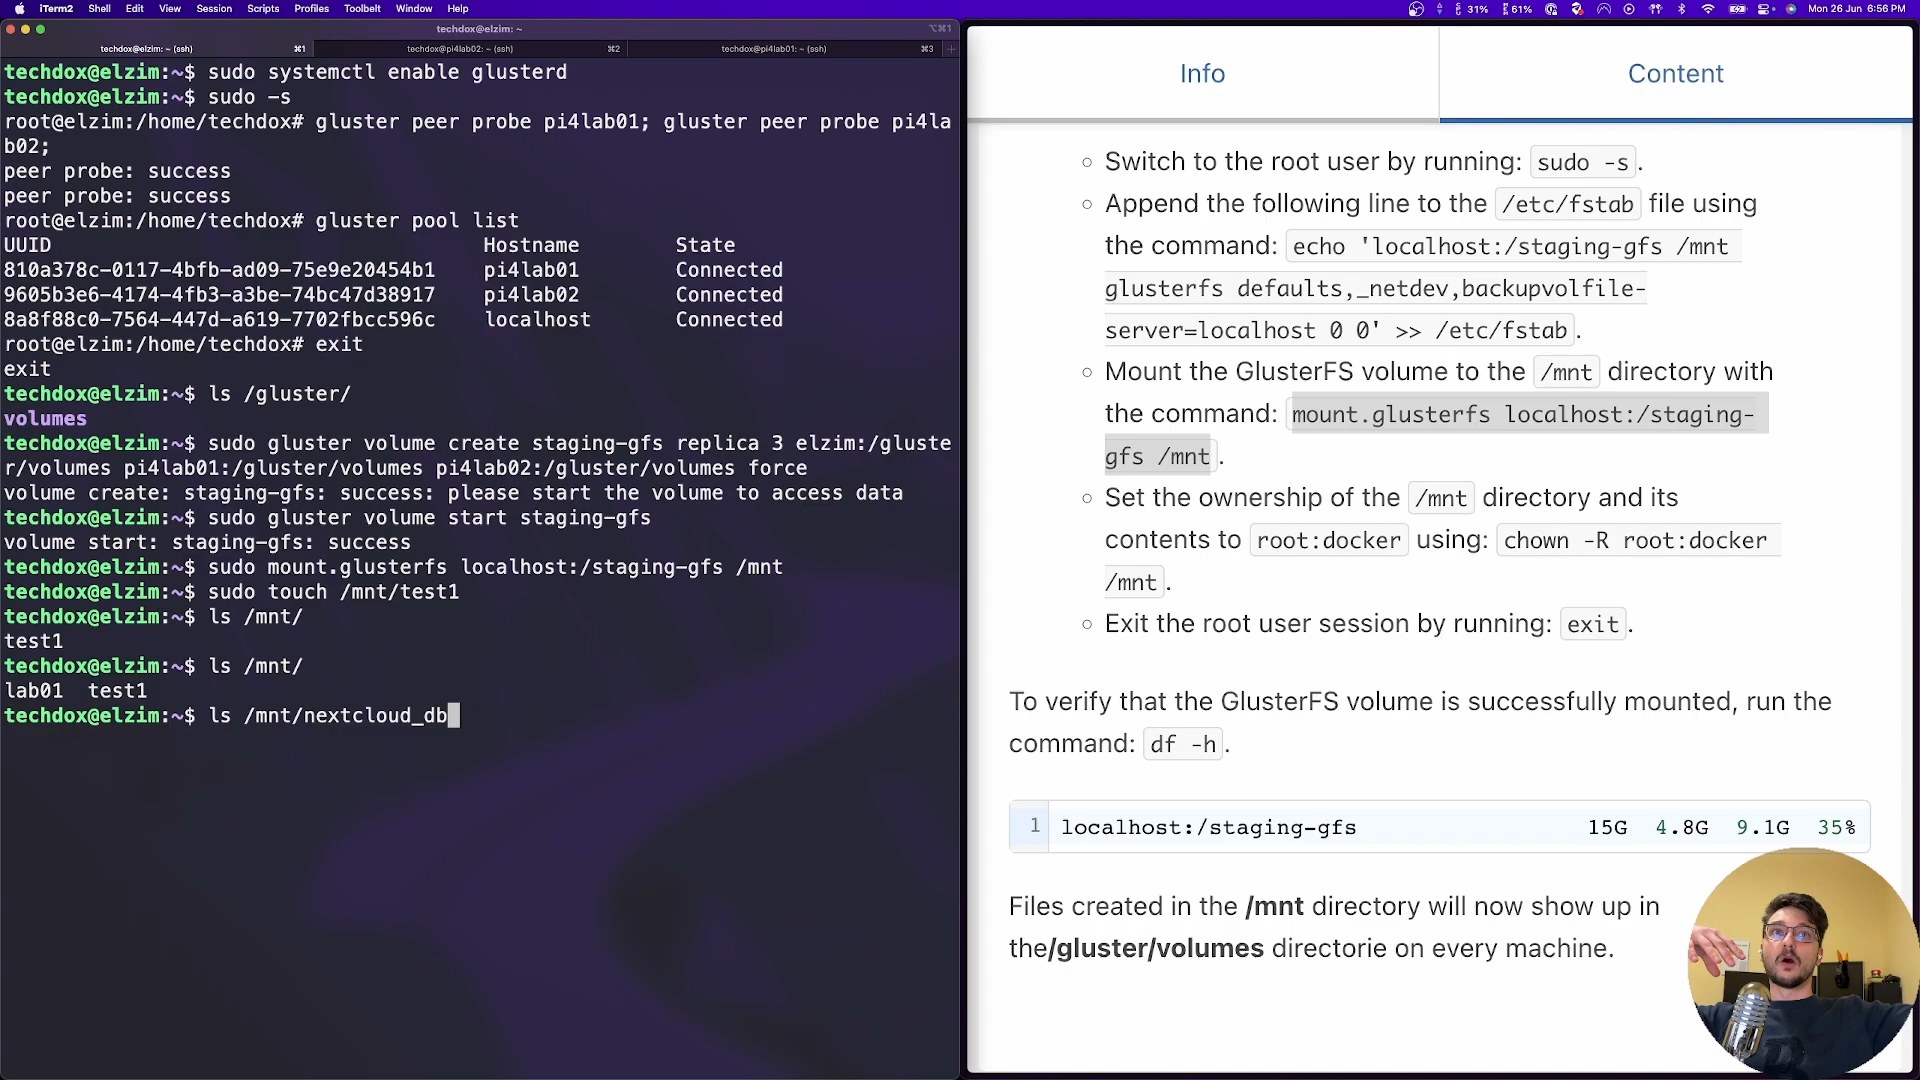 iTerm2 Shell Edit View Session Scripts Profiles Toolbelt Window Help
31% 61% Mon 26 Jun 6:56 PM
techdox@elzim: ~
⌥⌘1
techdox@elzim: ~ (ssh) ⌘1 techdox@pi4lab02: ~ (ssh) ⌘2 techdox@pi4lab01: ~ (ssh) ⌘3
techdox@elzim:~$ sudo systemctl enable glusterd
techdox@elzim:~$ sudo -s
root@elzim:/home/techdox# gluster peer probe pi4lab01; gluster peer probe pi4la
b02;
peer probe: success
peer probe: success
root@elzim:/home/techdox# gluster pool list
UUID Hostname State
810a378c-0117-4bfb-ad09-75e9e20454b1 pi4lab01 Connected
9605b3e6-4174-4fb3-a3be-74bc47d38917 pi4lab02 Connected
8a8f88c0-7564-447d-a619-7702fbcc596c localhost Connected
root@elzim:/home/techdox# exit
exit
techdox@elzim:~$ ls /gluster/
volumes
techdox@elzim:~$ sudo gluster volume create staging-gfs replica 3 elzim:/gluste
r/volumes pi4lab01:/gluster/volumes pi4lab02:/gluster/volumes force
volume create: staging-gfs: success: please start the volume to access data
techdox@elzim:~$ sudo gluster volume start staging-gfs
volume start: staging-gfs: success
techdox@elzim:~$ sudo mount.glusterfs localhost:/staging-gfs /mnt
techdox@elzim:~$ sudo touch /mnt/test1
techdox@elzim:~$ ls /mnt/
test1
techdox@elzim:~$ ls /mnt/
lab01 test1
techdox@elzim:~$ ls /mnt/nextcloud_db
Info Content
Switch to the root user by running: sudo -s.
Append the following line to the /etc/fstab file using
the command: echo 'localhost:/staging-gfs /mnt
glusterfs defaults,_netdev,backupvolfile-
server=localhost 0 0' >> /etc/fstab.
Mount the GlusterFS volume to the /mnt directory with
the command: mount.glusterfs localhost:/staging-
gfs /mnt.
Set the ownership of the /mnt directory and its
contents to root:docker using: chown -R root:docker
/mnt.
Exit the root user session by running: exit.
To verify that the GlusterFS volume is successfully mounted, run the
command: df -h.
1 localhost:/staging-gfs 15G 4.8G 9.1G 35%
Files created in the /mnt directory will now show up in
the/gluster/volumes directorie on every machine.